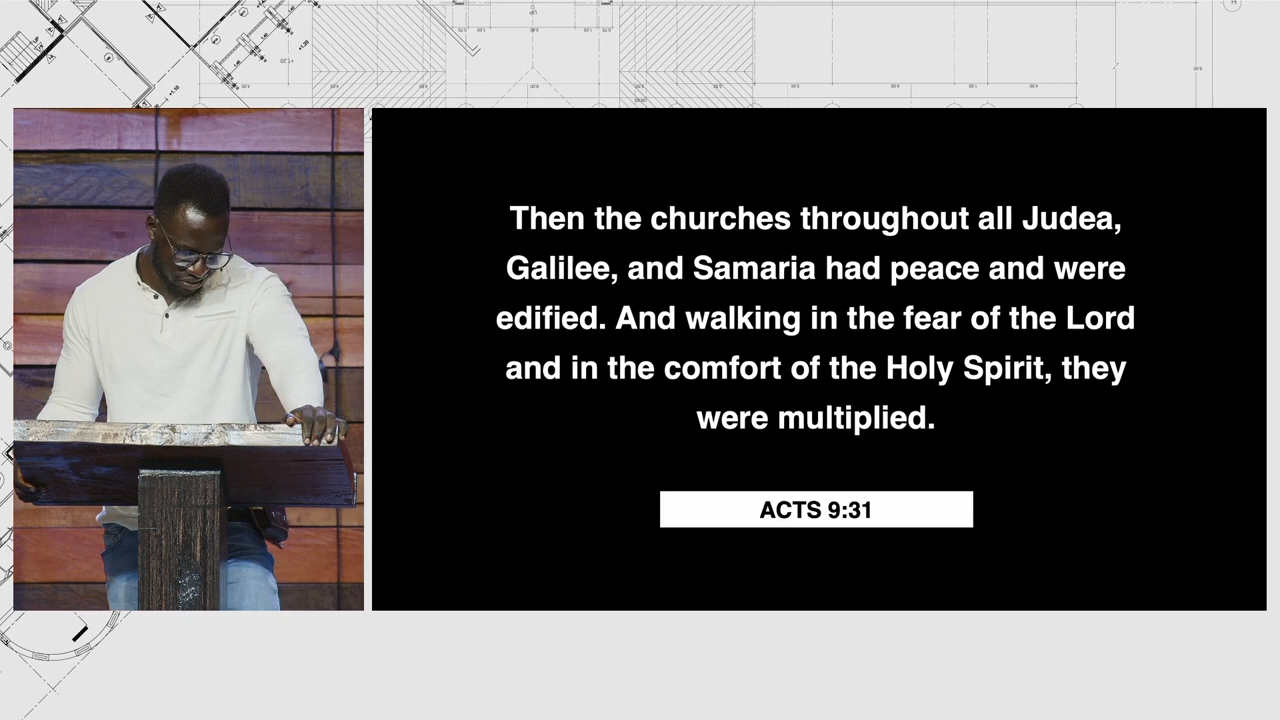 Then the churches throughout all Judea,
Galilee, and Samaria had peace and were
edified. And walking in the fear of the Lord
and in the comfort of the Holy Spirit, they
were multiplied.
ACTS 9:31